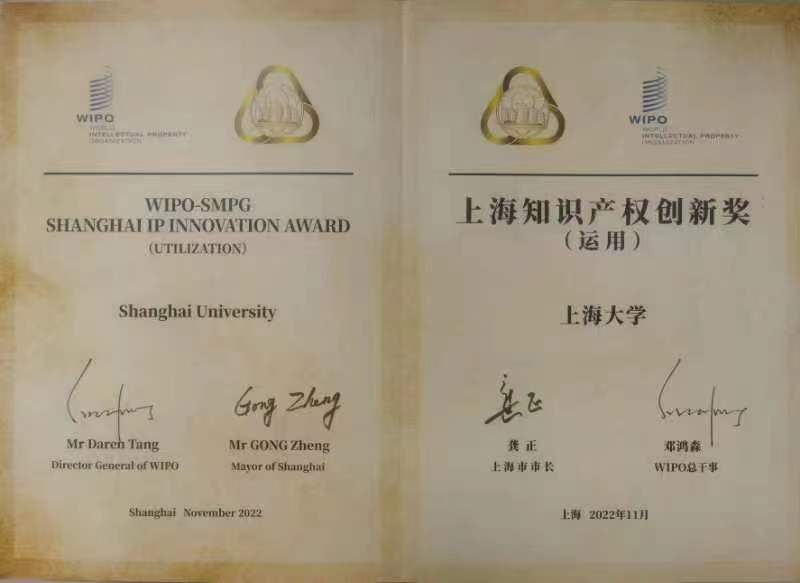 WIPO
WORLD
INTELLECTUAL PROPERTY
ORGANIZATION
WIPO-SMPG
SHANGHAI IP INNOVATION AWARD
(UTILIZATION)
Shanghai University
Gong Zheng
Mr Daren Tang
Director General of WIPO
Mr GONG Zheng
Mayor of Shanghai
Shanghai November 2022
WIPO
WORLD
INTELLECTUAL PROPERTY
ORGANIZATION
上海知识产权创新奖
（运用）
上海大学
龚正
龚 正
上海市市长
邓鸿森
WIPO总干事
上海 2022年11月